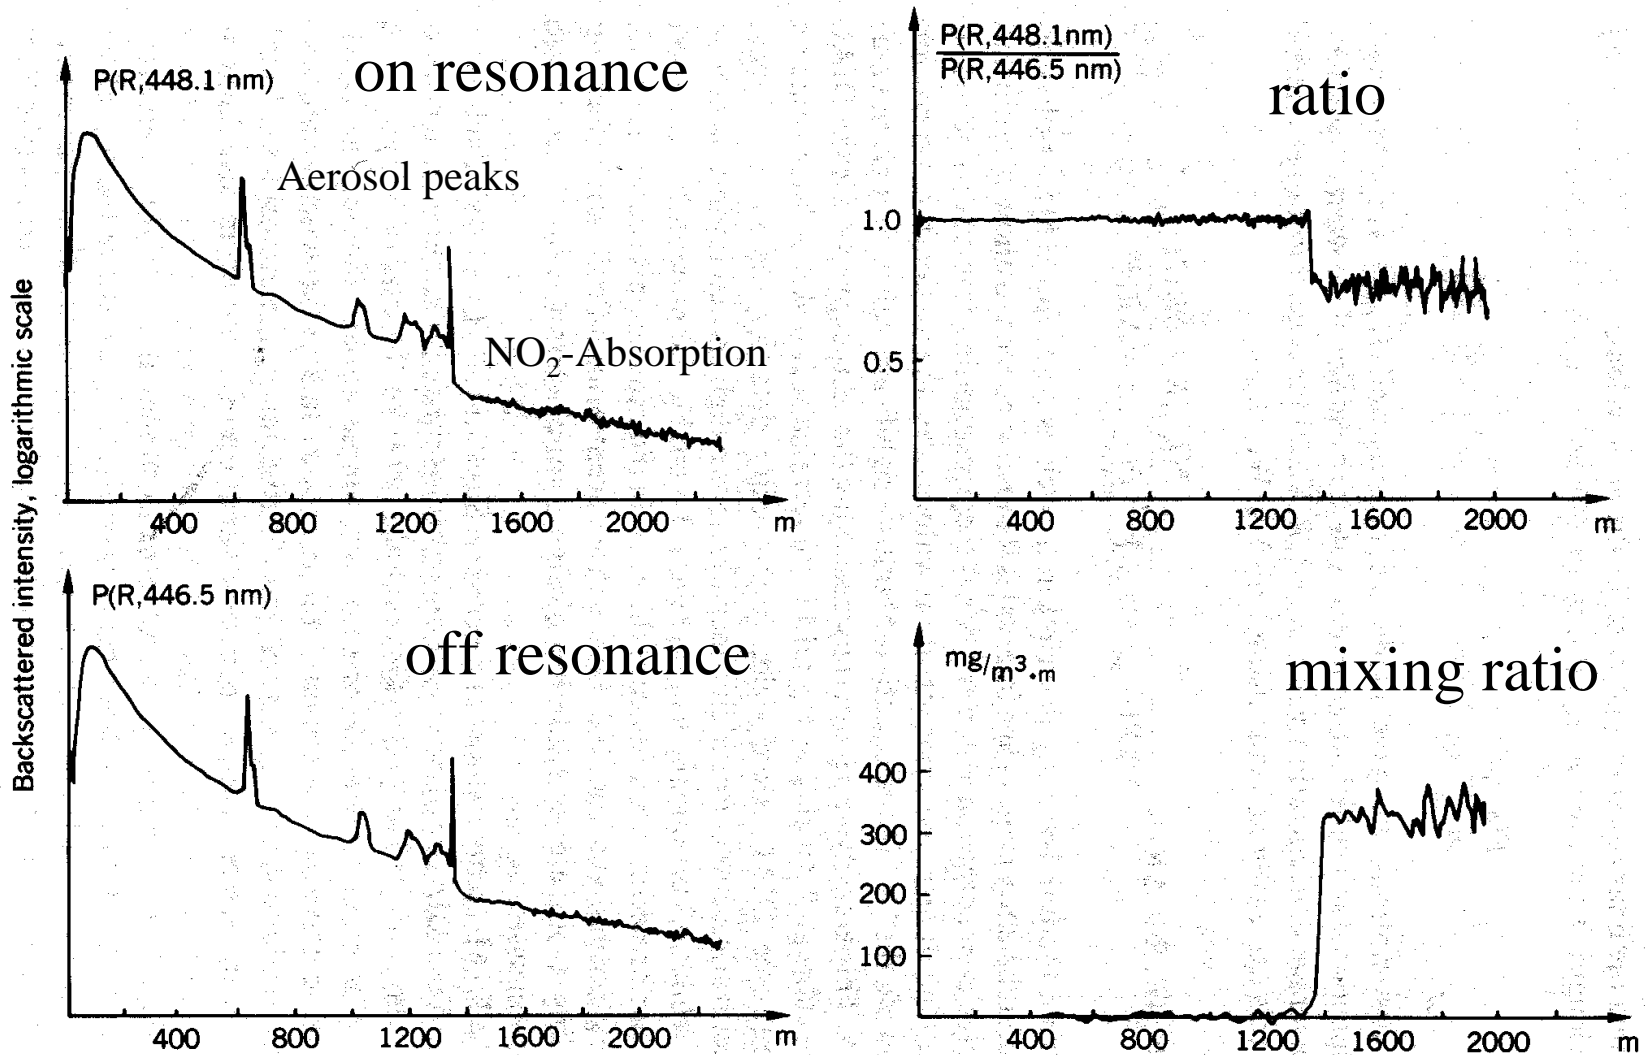 Backscattered intensity, logarithmic scale
P(R,448.1 nm)
on resonance
Aerosol peaks
NO₂-Absorption
400 800 1200 1600 2000 m
P(R,448.1nm)
P(R,446.5 nm)
ratio
1.0
0.5
400 800 1200 1600 2000 m
P(R,446.5 nm)
off resonance
400 800 1200 1600 2000 m
mg/m³·m
mixing ratio
400
300
200
100
400 800 1200 1600 2000 m